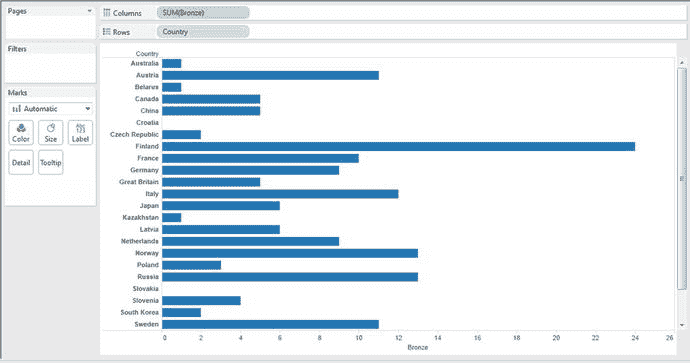 Pages
Columns SUM(Bronze)
Rows Country
Filters
Marks
Automatic
Color Size Label
Detail Tooltip
Country
Australia
Austria
Belarus
Canada
China
Croatia
Czech Republic
Finland
France
Germany
Great Britain
Italy
Japan
Kazakhstan
Latvia
Netherlands
Norway
Poland
Russia
Slovakia
Slovenia
South Korea
Sweden
0 2 4 6 8 10 12 14 16 18 20 22 24 26
Bronze